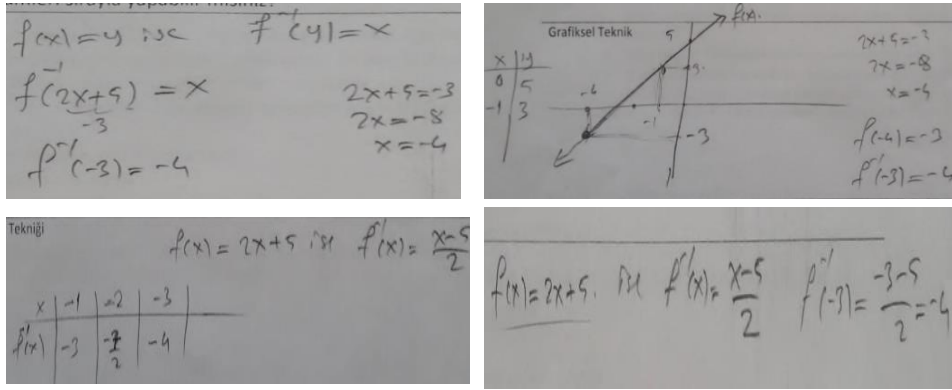 f(x) = y ise f⁻¹(y) = x
f⁻¹(2x+5) = x
-3
2x+5=-3
2x=-8
x=-4
f⁻¹(-3) = -4
Grafiksel Teknik
f(x).
x | y
0 | 5
-1 | 3
5
3.
-4
-1
-3
2x+5=-3
2x=-8
x=-4
f(-4)=-3
f⁻¹(-3)=-4
Tekniği
f(x) = 2x+5 ise f⁻¹(x) = x-5/2
x | -1 | -2 | -3
f⁻¹(x) | -3 | -7/2 | -4
f(x)=2x+5. ise f⁻¹(x)= x-5/2 f⁻¹(-3)= -3-5/2 =-4